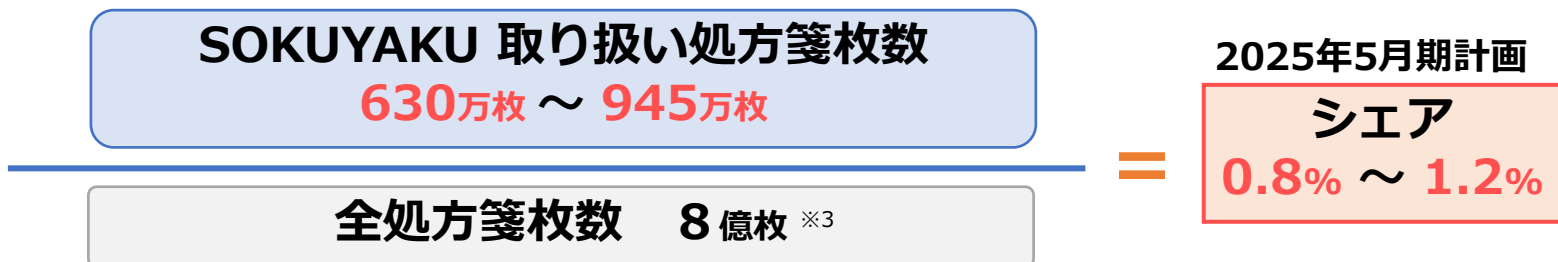 SOKUYAKU 取り扱い処方箋枚数
630万枚 ～ 945万枚
全処方箋枚数　8億枚 ※3
=
2025年5月期計画
シェア
0.8% ～ 1.2%